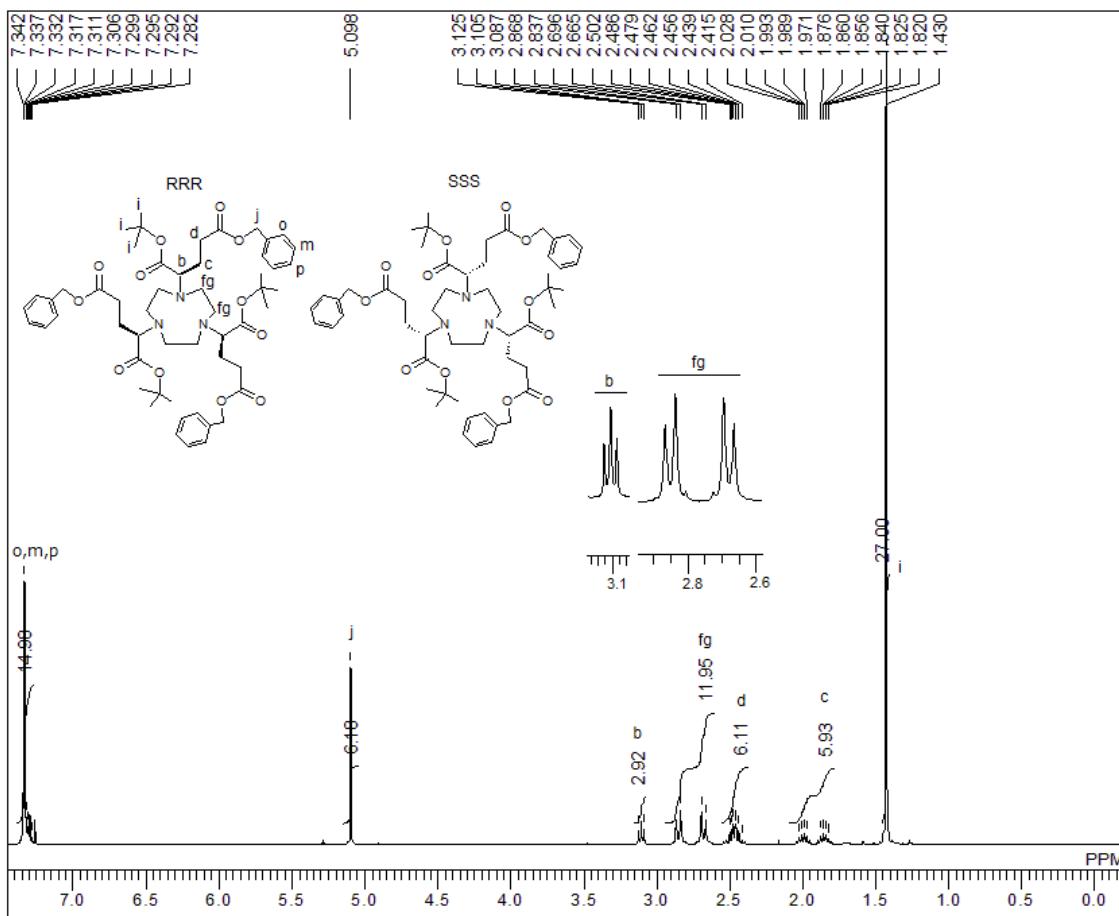 7.342 7.337 7.332 7.317 7.311 7.306 7.299 7.295 7.292 7.282 5.098 3.125 3.105 3.087 2.868 2.837 2.696 2.665 2.502 2.486 2.479 2.462 2.456 2.439 2.415 2.028 2.010 1.993 1.989 1.971 1.876 1.860 1.856 1.840 1.825 1.820 1.430
RRR SSS
i
i
i
O
O
O
O
d
j
o
m
p
b
c
fg
fg
N
N
N
O
O
O
O
O
O
O
O
O
O
O
O
N
N
N
O
O
O
O
O
O
O
O
b fg
3.1 2.8 2.6
o,m,p
14.90
j
6.10
b
2.92
fg
11.95
d
6.11
c
5.93
27.00
i
PPM
7.0 6.5 6.0 5.5 5.0 4.5 4.0 3.5 3.0 2.5 2.0 1.5 1.0 0.5 0.0